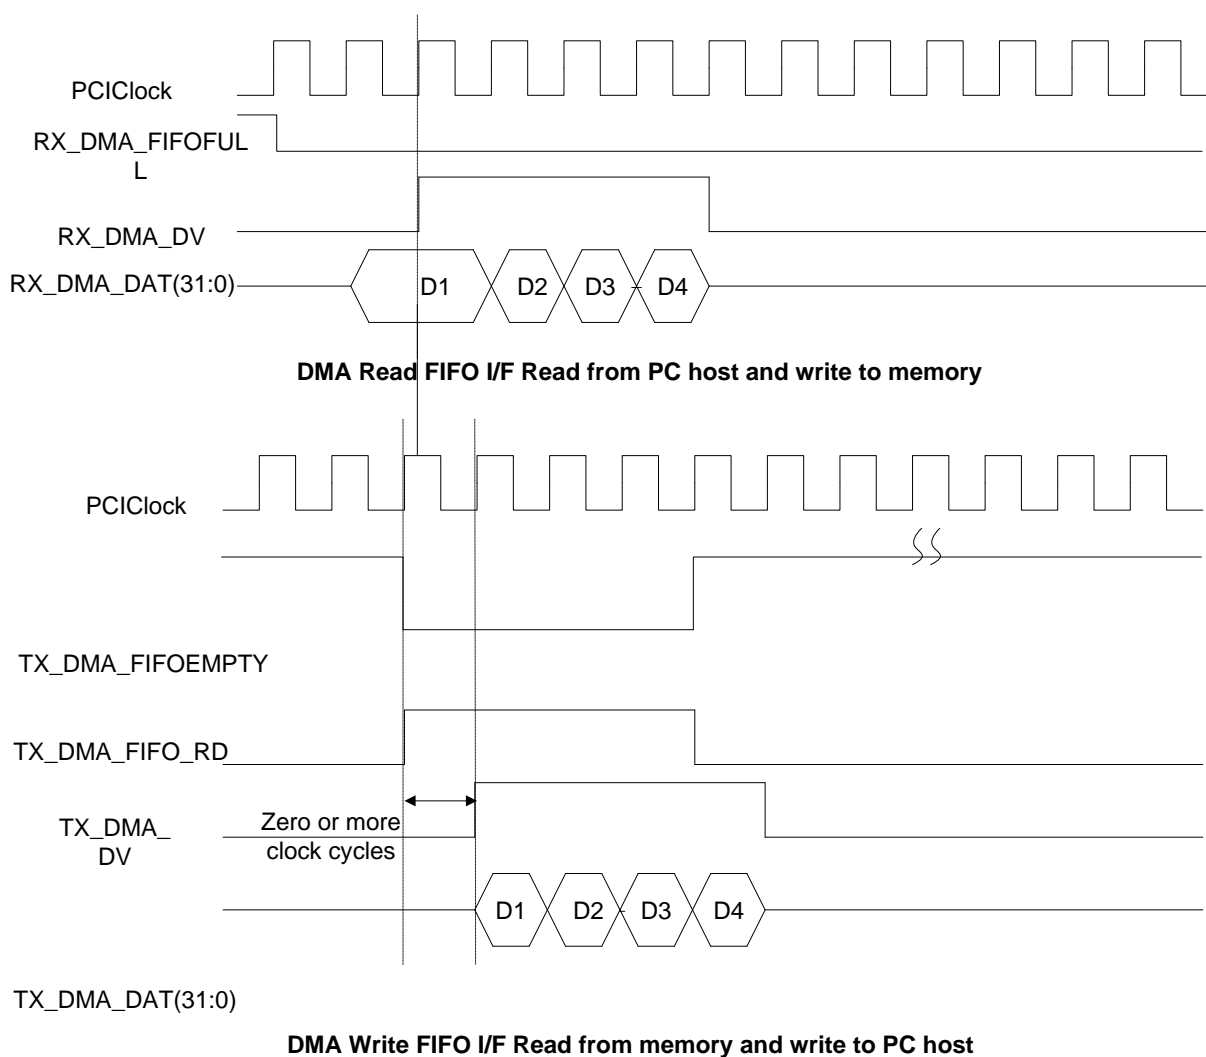 PCIClock
RX_DMA_FIFOFUL
L
RX_DMA_DV
RX_DMA_DAT(31:0)
D1 D2 D3 D4
DMA Read FIFO I/F Read from PC host and write to memory
PCIClock
TX_DMA_FIFOEMPTY
TX_DMA_FIFO_RD
TX_DMA_
DV
Zero or more
clock cycles
D1 D2 D3 D4
TX_DMA_DAT(31:0)
DMA Write FIFO I/F Read from memory and write to PC host